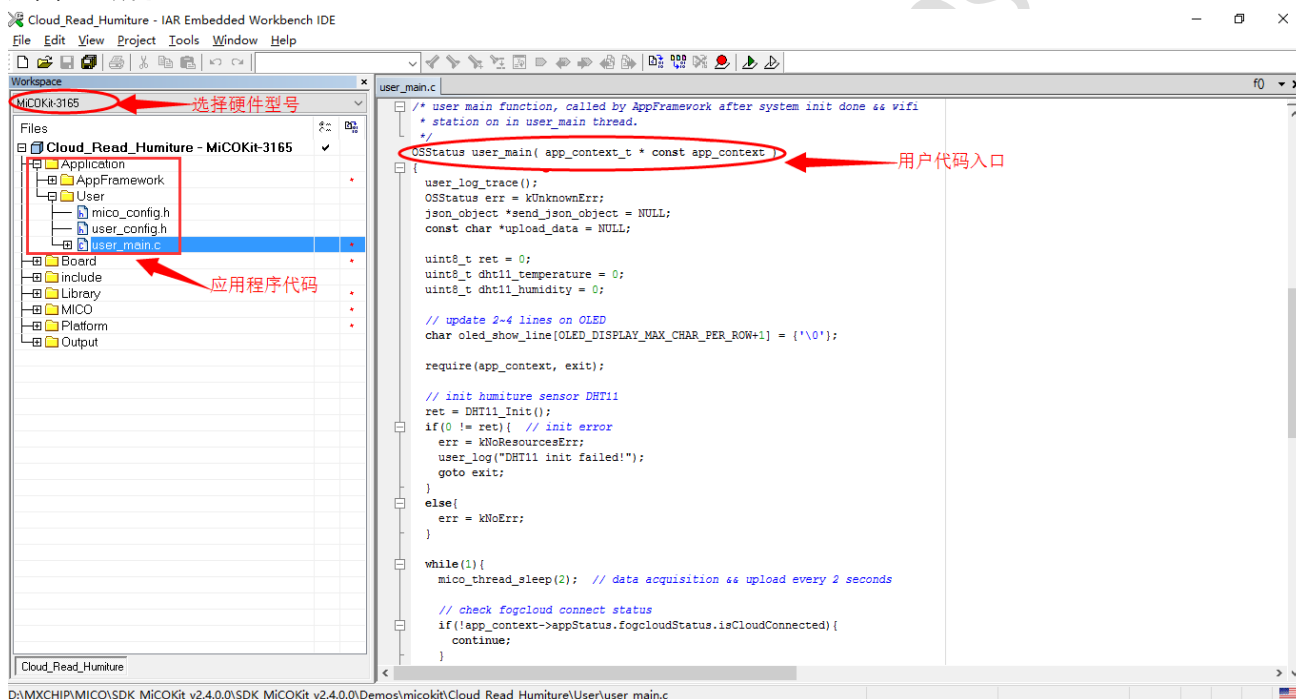 Cloud_Read_Humiture - IAR Embedded Workbench IDE
File Edit View Project Tools Window Help
Workspace
MiCOKit-3165
选择硬件型号
Files
Cloud_Read_Humiture - MiCOKit-3165
Application
AppFramework
User
mico_config.h
user_config.h
user_main.c
Board
include
Library
MICO
Platform
Output
应用程序代码
Cloud_Read_Humiture
user_main.c
f()
/* user main function, called by AppFramework after system init done && wifi
* station on in user_main thread.
*/
OSStatus user_main( app_context_t * const app_context )
用户代码入口
{
user_log_trace();
OSStatus err = kUnknownErr;
json_object *send_json_object = NULL;
const char *upload_data = NULL;
uint8_t ret = 0;
uint8_t dht11_temperature = 0;
uint8_t dht11_humidity = 0;
// update 2~4 lines on OLED
char oled_show_line[OLED_DISPLAY_MAX_CHAR_PER_ROW+1] = {'\0'};
require(app_context, exit);
// init humiture sensor DHT11
ret = DHT11_Init();
if(0 != ret){ // init error
err = kNoResourcesErr;
user_log("DHT11 init failed!");
goto exit;
}
else{
err = kNoErr;
}
while(1){
mico_thread_sleep(2); // data acquisition && upload every 2 seconds
// check fogcloud connect status
if(!app_context->appStatus.fogcloudStatus.isCloudConnected){
continue;
}
D:\MXCHIP\MICO\SDK_MiCOKit_v2.4.0.0\SDK_MiCOKit_v2.4.0.0\Demos\micokit\Cloud_Read_Humiture\User\user_main.c